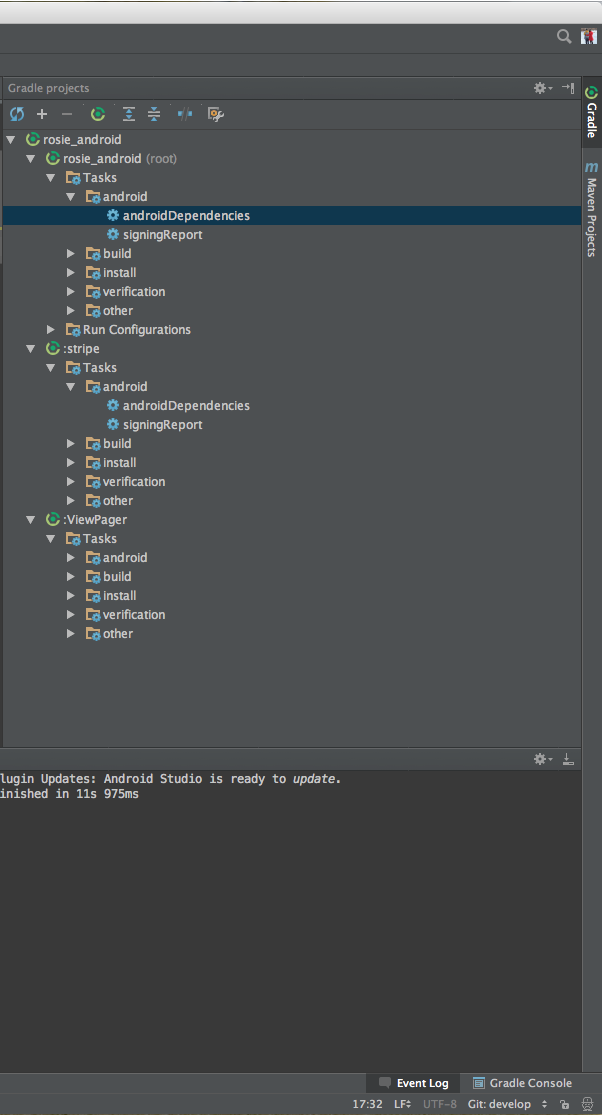 Gradle projects
rosie_android
rosie_android (root)
Tasks
android
androidDependencies
signingReport
build
install
verification
other
Run Configurations
:stripe
Tasks
android
androidDependencies
signingReport
build
install
verification
other
:ViewPager
Tasks
android
build
install
verification
other
Gradle
m
Maven Projects
lugin Updates: Android Studio is ready to update.
inished in 11s 975ms
Event Log
Gradle Console
17:32 LF UTF-8 Git: develop